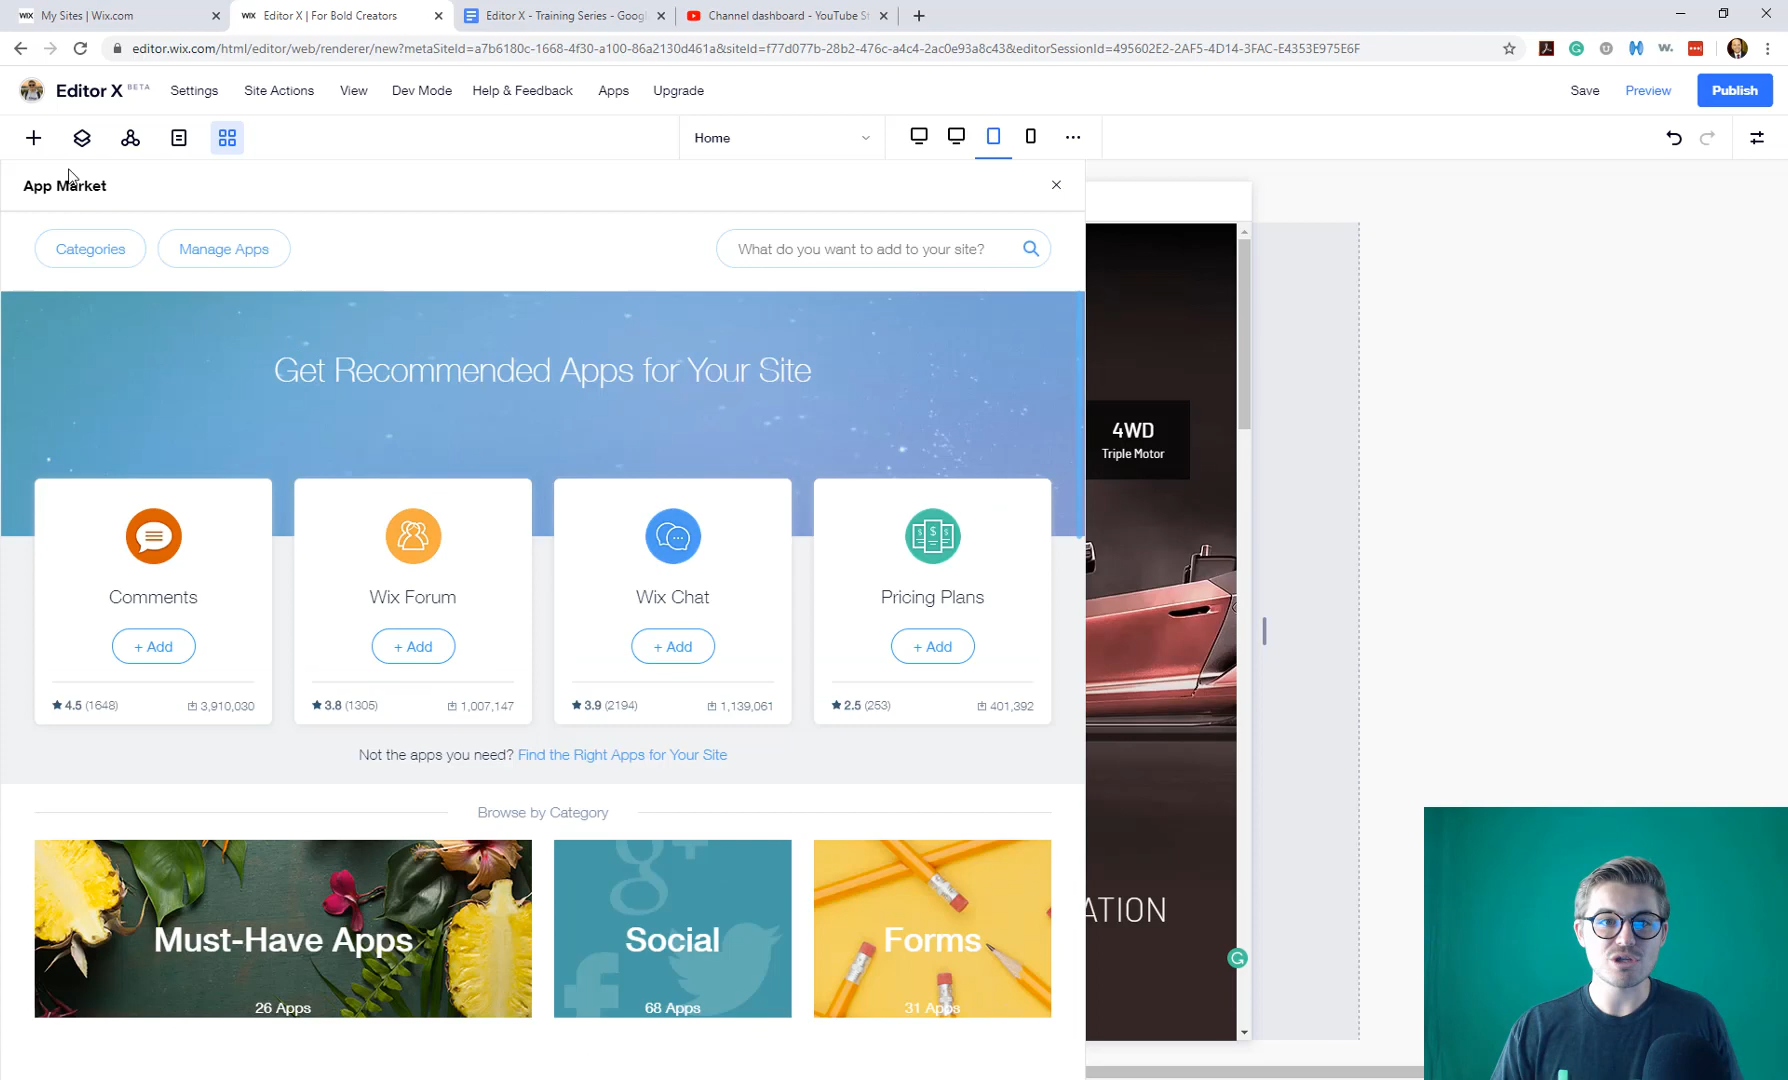 WIX My Sites | Wix.com
WIX Editor X | For Bold Creators
Editor X - Training Series - Goog
Channel dashboard - YouTube St
editor.wix.com/html/editor/web/renderer/new?metaSiteId=a7b6180c-1668-4f30-a100-86a2130d461a&siteId=f77d077b-28b2-476c-a4c4-2ac0e93a8c43&editorSessionId=495602E2-2AF5-4D14-3FAC-E4353E975E6F
Editor X BETA
Settings
Site Actions
View
Dev Mode
Help & Feedback
Apps
Upgrade
Save
Preview
Publish
Home
App Market
Categories
Manage Apps
What do you want to add to your site?
Get Recommended Apps for Your Site
4WD
Triple Motor
Comments
+ Add
4.5 (1648)
3,910,030
Wix Forum
+ Add
3.8 (1305)
1,007,147
Wix Chat
+ Add
3.9 (2194)
1,139,061
Pricing Plans
+ Add
2.5 (253)
401,392
Not the apps you need? Find the Right Apps for Your Site
Browse by Category
Must-Have Apps
26 Apps
Social
68 Apps
Forms
31 Apps
ATION